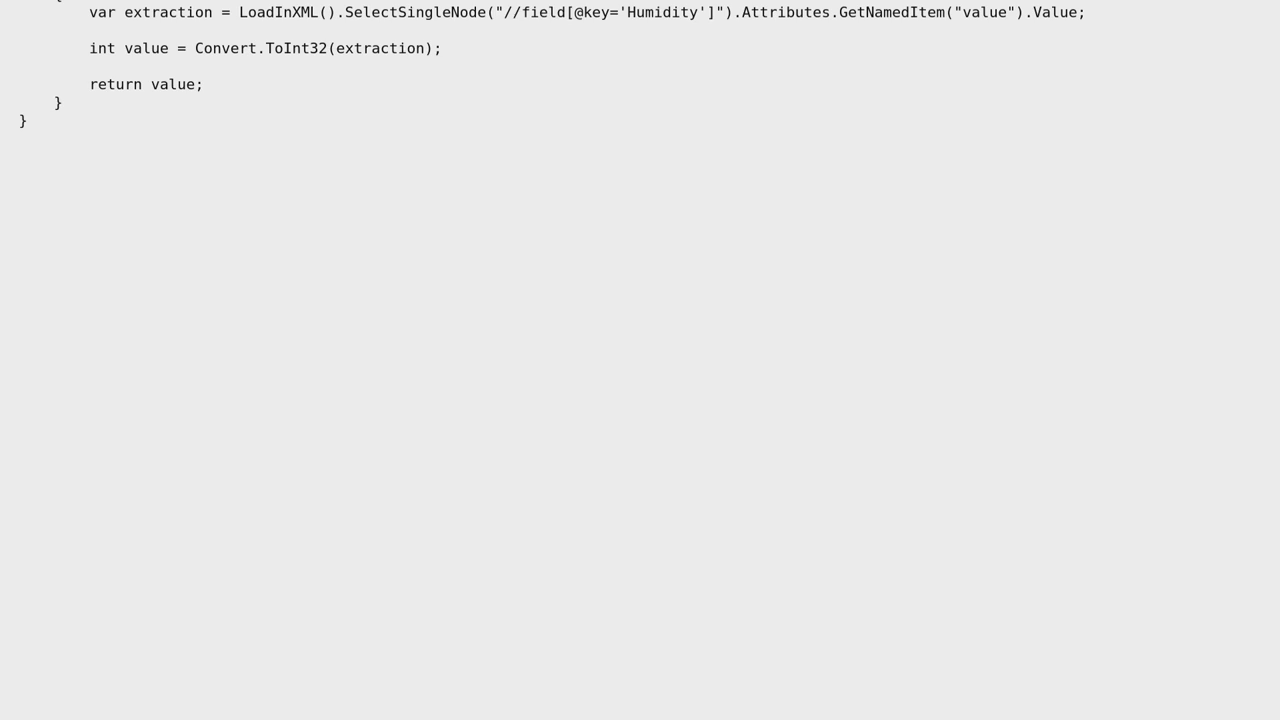 {
var extraction = LoadInXML().SelectSingleNode("//field[@key='Humidity']").Attributes.GetNamedItem("value").Value;
int value = Convert.ToInt32(extraction);
return value;
}
}